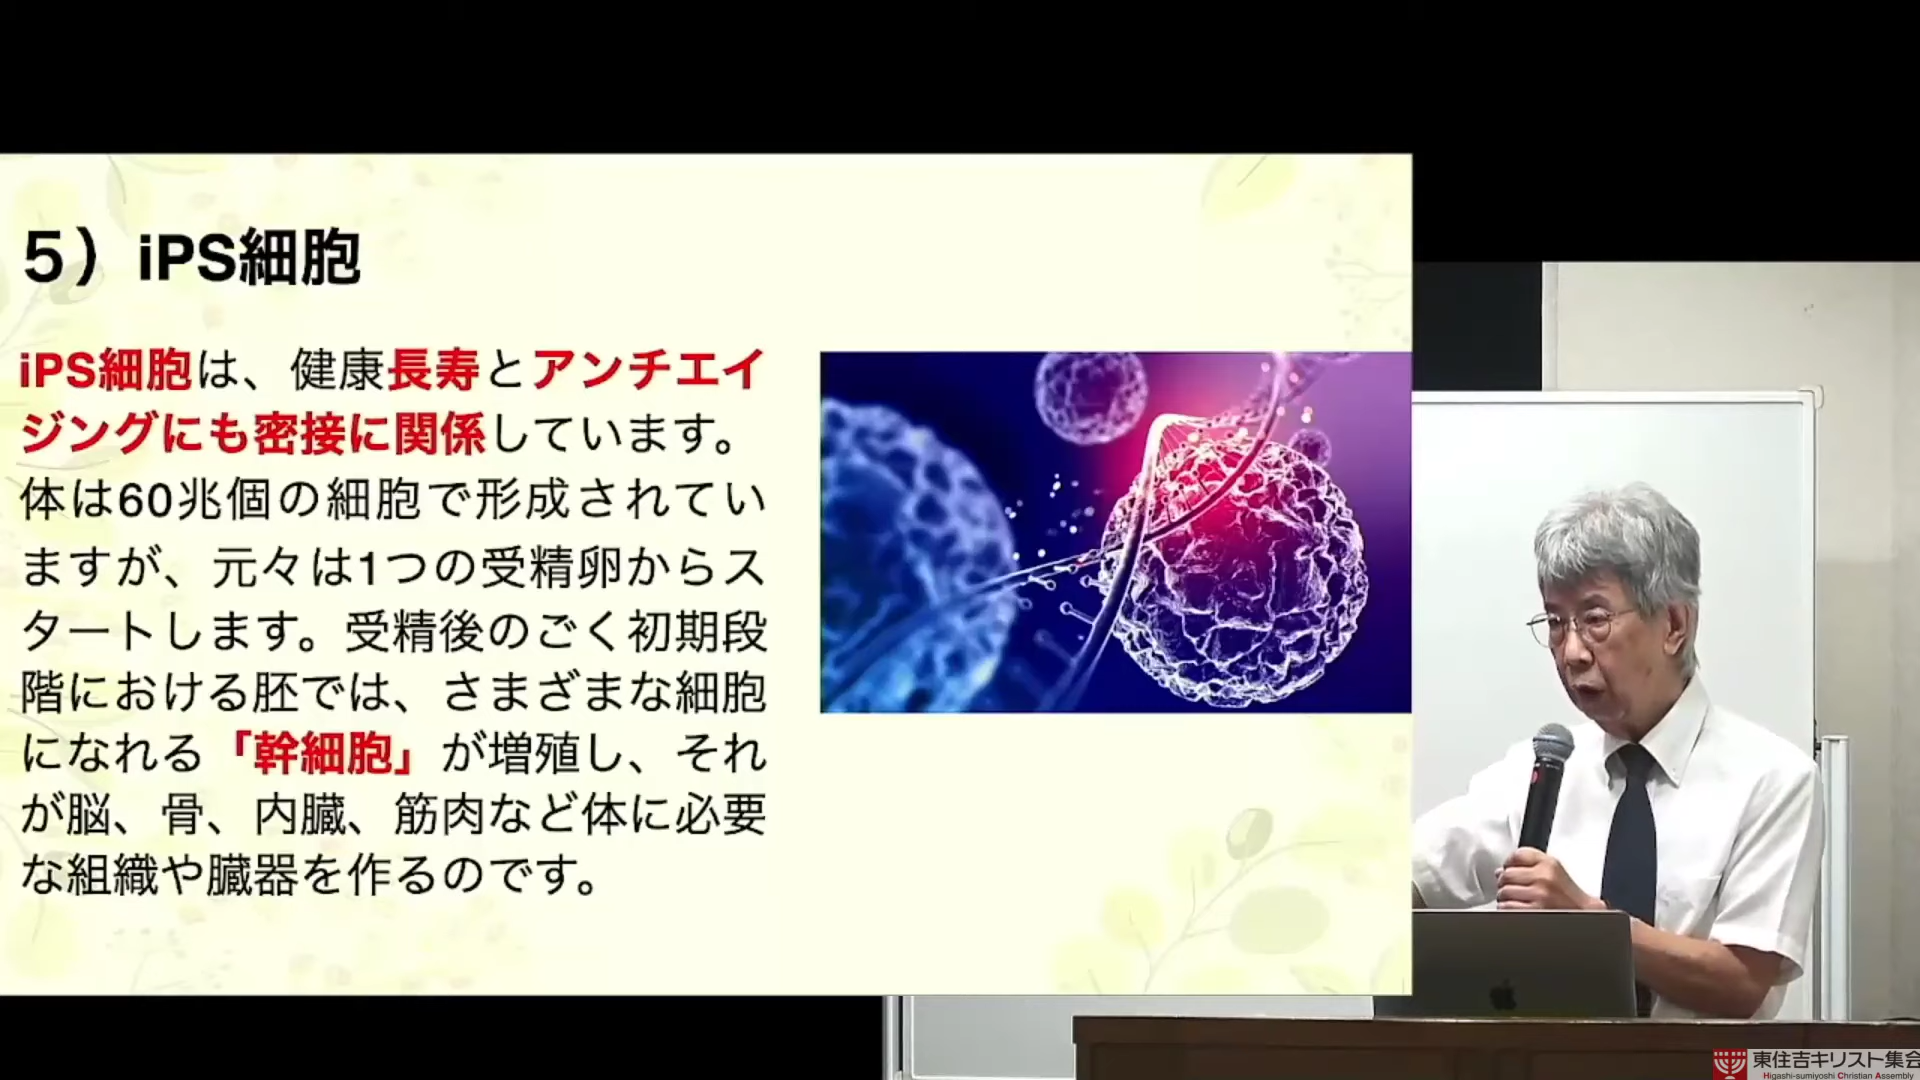 5）iPS細胞
iPS細胞は、健康長寿とアンチエイ
ジングにも密接に関係しています。
体は60兆個の細胞で形成されてい
ますが、元々は1つの受精卵からス
タートします。受精後のごく初期段
階における胚では、さまざまな細胞
になれる「幹細胞」が増殖し、それ
が脳、骨、内臓、筋肉など体に必要
な組織や臓器を作るのです。
東住吉キリスト集会
Higashi-sumiyoshi Christian Assembly